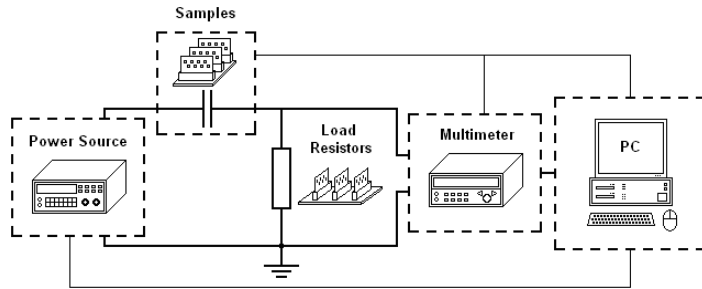 Samples
Power Source
Load
Resistors
Multimeter
PC